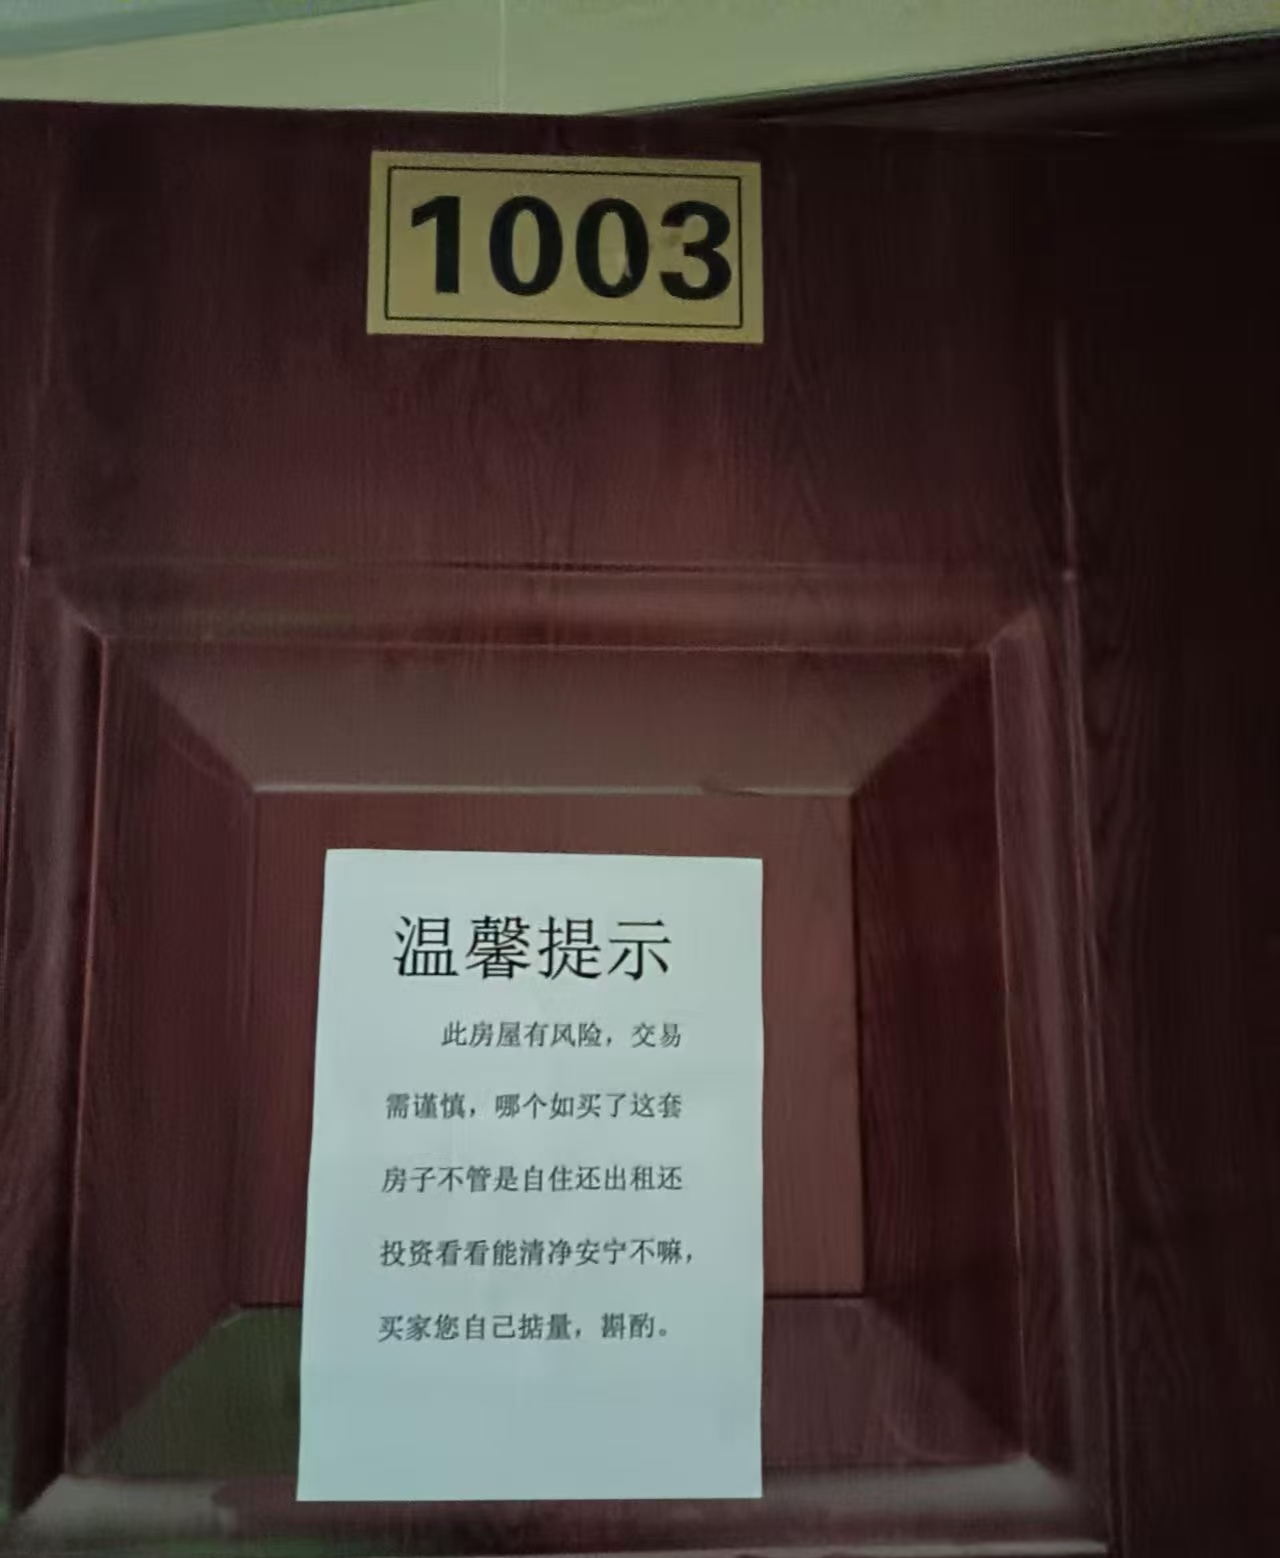 1003
温馨提示
此房屋有风险，交易
需谨慎，哪个如买了这套
房子不管是自住还出租还
投资看看能清净安宁不嘛，
买家您自己掂量，斟酌。